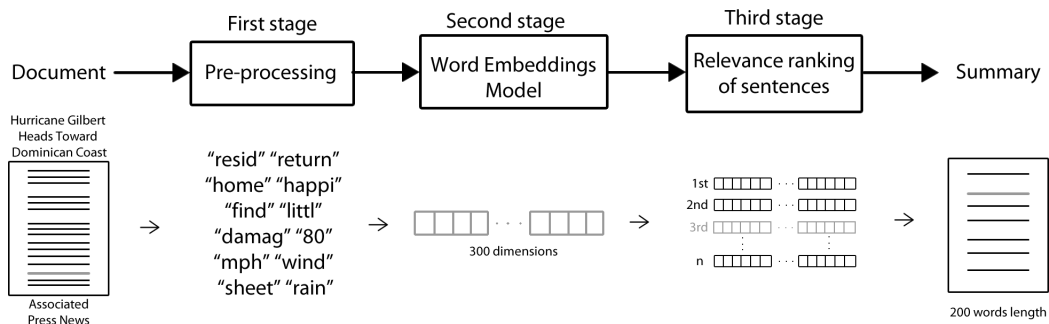 First stage
Second stage
Third stage
Document
Pre-processing
Word Embeddings
Model
Relevance ranking
of sentences
Summary
Hurricane Gilbert
Heads Toward
Dominican Coast
Associated
Press News
“resid” “return”
“home” “happi”
“find” “littl”
“damag” “80”
“mph” “wind”
“sheet” “rain”
. . .
300 dimensions
1st . . .
2nd . . .
3rd . . .
n . . .
200 words length